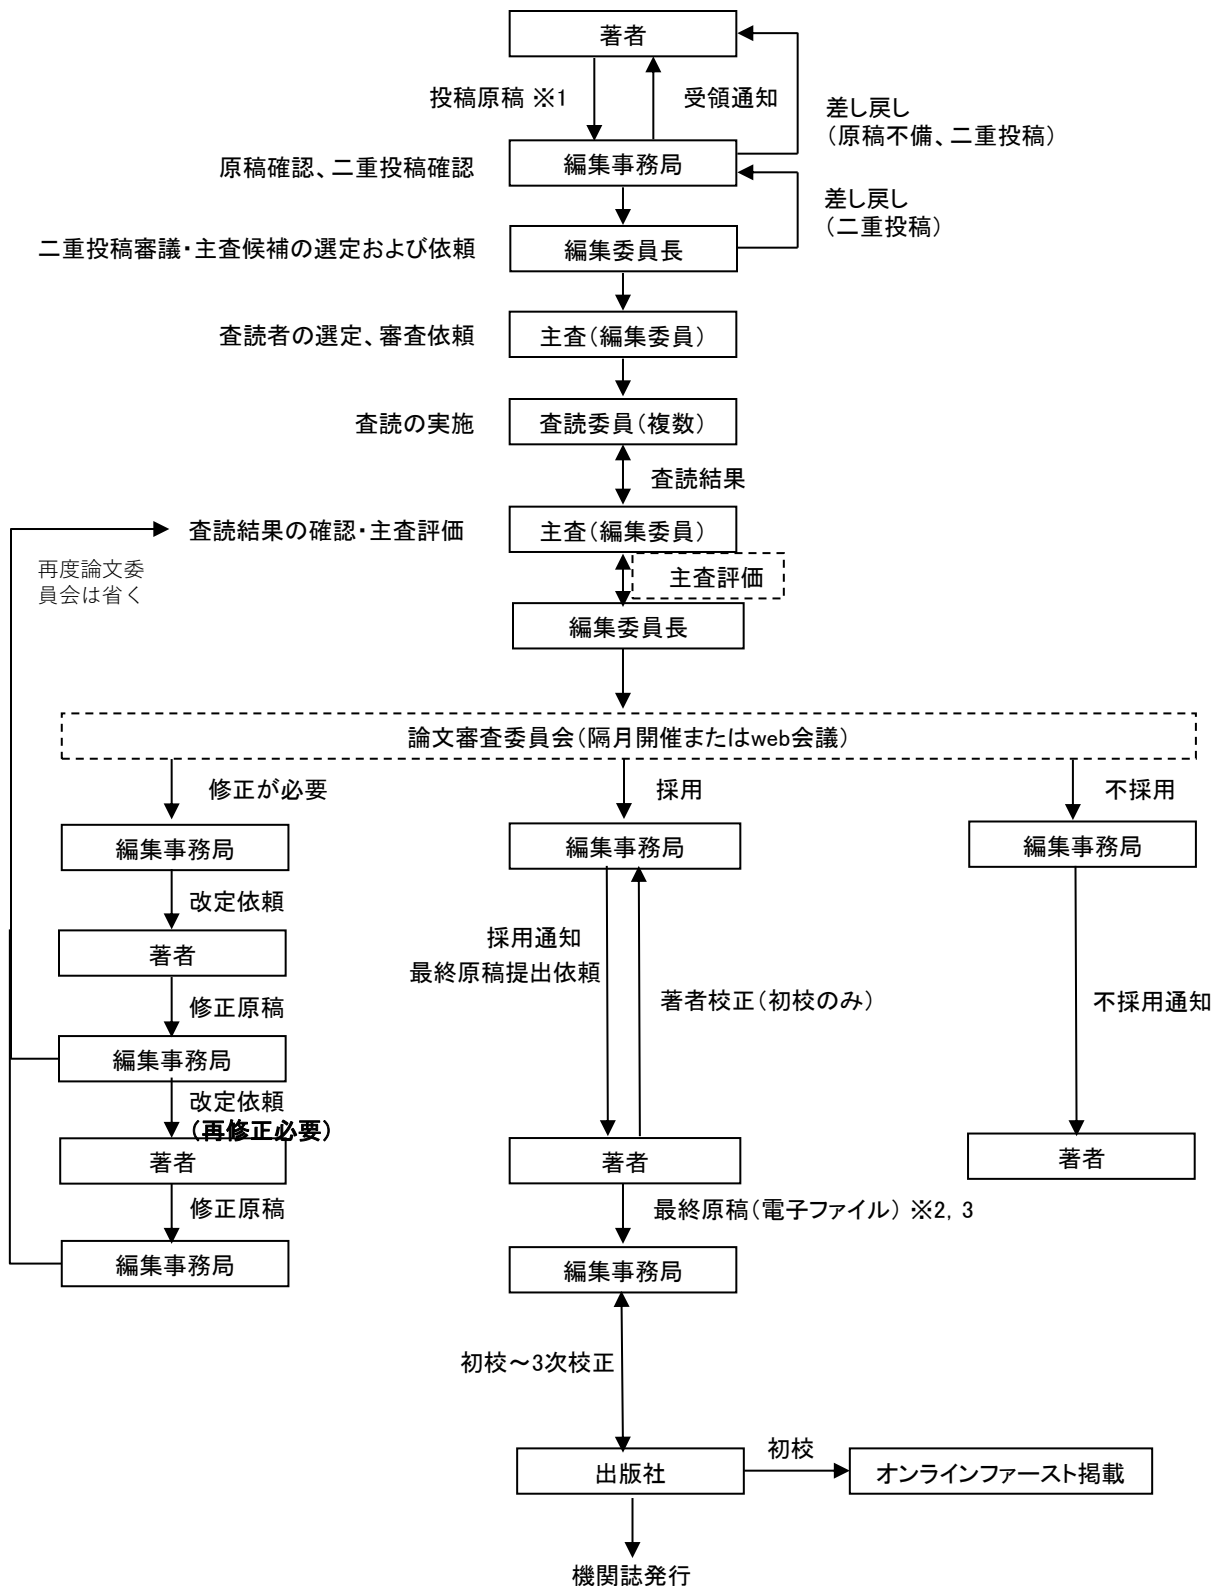 著者
投稿原稿 ※1
受領通知
差し戻し
（原稿不備、二重投稿）
原稿確認、二重投稿確認
編集事務局
差し戻し
（二重投稿）
二重投稿審議・主査候補の選定および依頼
編集委員長
査読者の選定、審査依頼
主査（編集委員）
査読の実施
査読委員（複数）
査読結果
査読結果の確認・主査評価
主査（編集委員）
再度論文委
員会は省く
主査評価
編集委員長
論文審査委員会（隔月開催またはweb会議）
修正が必要
採用
不採用
編集事務局
編集事務局
編集事務局
改定依頼
著者
採用通知
最終原稿提出依頼
修正原稿
著者校正（初校のみ）
不採用通知
編集事務局
改定依頼
（再修正必要）
著者
著者
著者
修正原稿
最終原稿（電子ファイル） ※2, 3
編集事務局
編集事務局
初校～3次校正
初校
出版社
オンラインファースト掲載
機関誌発行